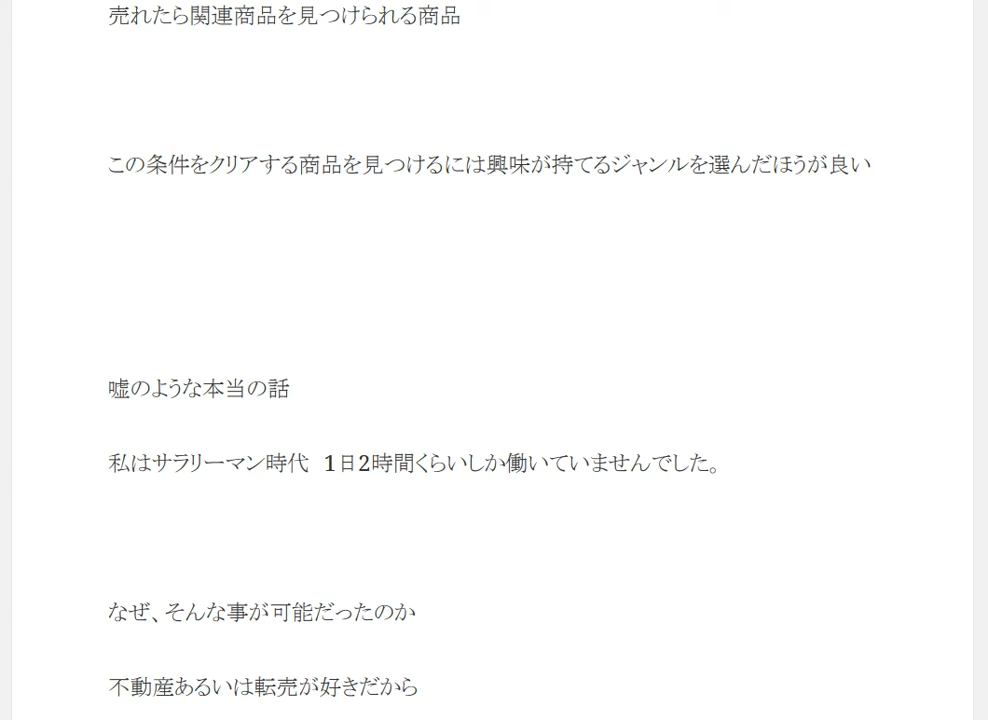 売れたら関連商品を見つけられる商品
この条件をクリアする商品を見つけるには興味が持てるジャンルを選んだほうが良い
嘘のような本当の話
私はサラリーマン時代　1日2時間くらいしか働いていませんでした。
なぜ、そんな事が可能だったのか
不動産あるいは転売が好きだから